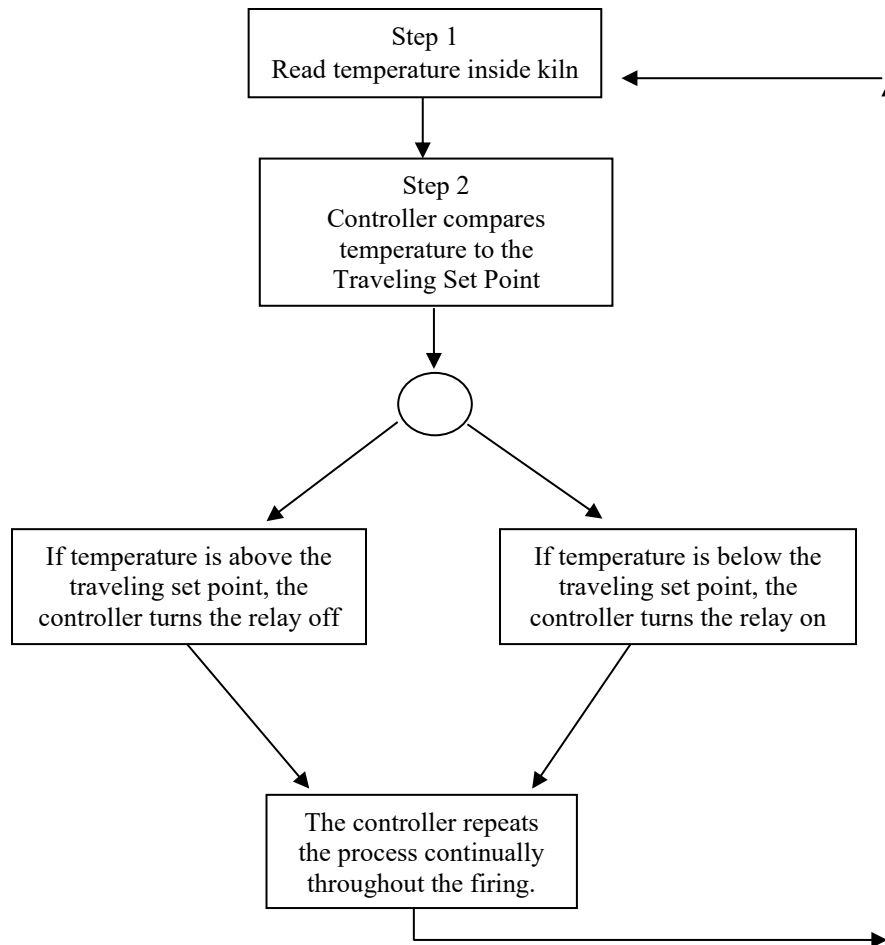 Step 1
Read temperature inside kiln
Step 2
Controller compares
temperature to the
Traveling Set Point
If temperature is above the
traveling set point, the
controller turns the relay off
If temperature is below the
traveling set point, the
controller turns the relay on
The controller repeats
the process continually
throughout the firing.